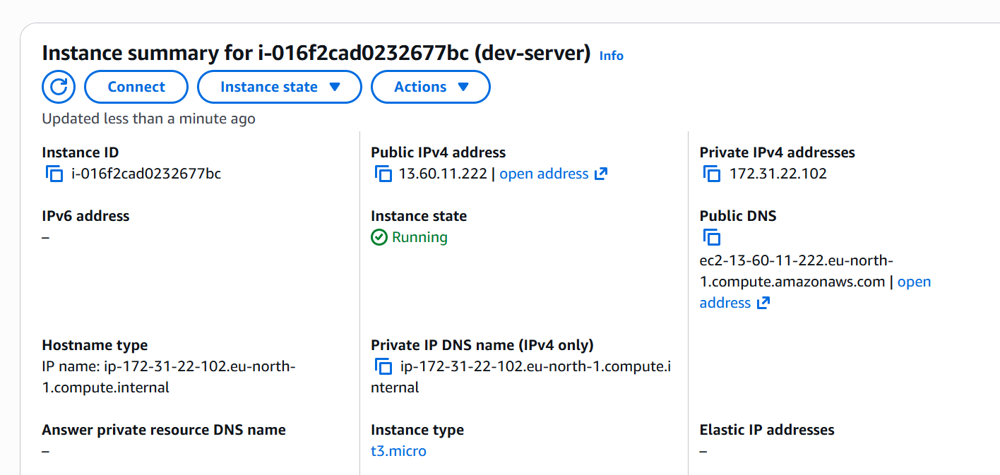 Instance summary for i-016f2cad0232677bc (dev-server) Info
Connect
Instance state
Actions
Updated less than a minute ago
Instance ID
i-016f2cad0232677bc
Public IPv4 address
13.60.11.222 | open address
Private IPv4 addresses
172.31.22.102
IPv6 address
–
Instance state
Running
Public DNS
ec2-13-60-11-222.eu-north-
1.compute.amazonaws.com | open
address
Hostname type
IP name: ip-172-31-22-102.eu-north-
1.compute.internal
Private IP DNS name (IPv4 only)
ip-172-31-22-102.eu-north-1.compute.i
nternal
Answer private resource DNS name
–
Instance type
t3.micro
Elastic IP addresses
–